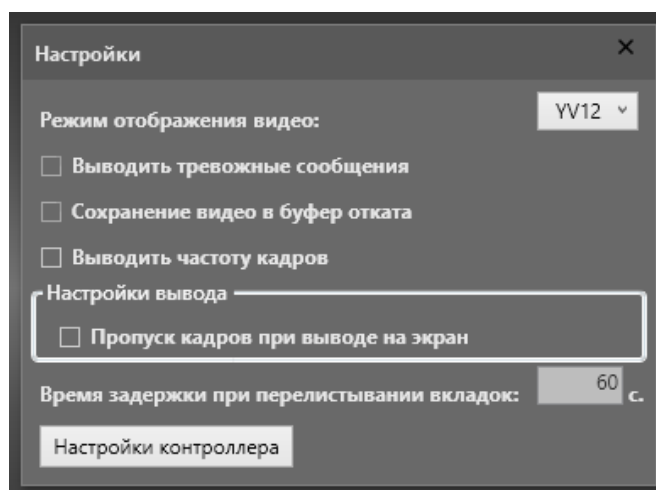 Настройки
Режим отображения видео: YV12
Выводить тревожные сообщения
Сохранение видео в буфер отката
Выводить частоту кадров
Настройки вывода
Пропуск кадров при выводе на экран
Время задержки при перелистывании вкладок: 60 с.
Настройки контроллера